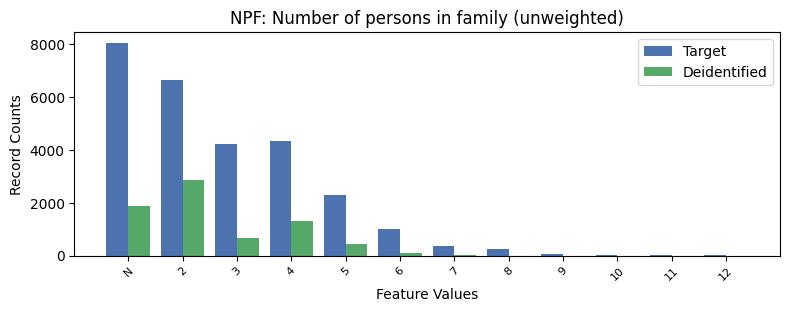 NPF: Number of persons in family (unweighted)
Target
Deidentified
Record Counts
8000
6000
4000
2000
0
N 2 3 4 5 6 7 8 9 10 11 12
Feature Values